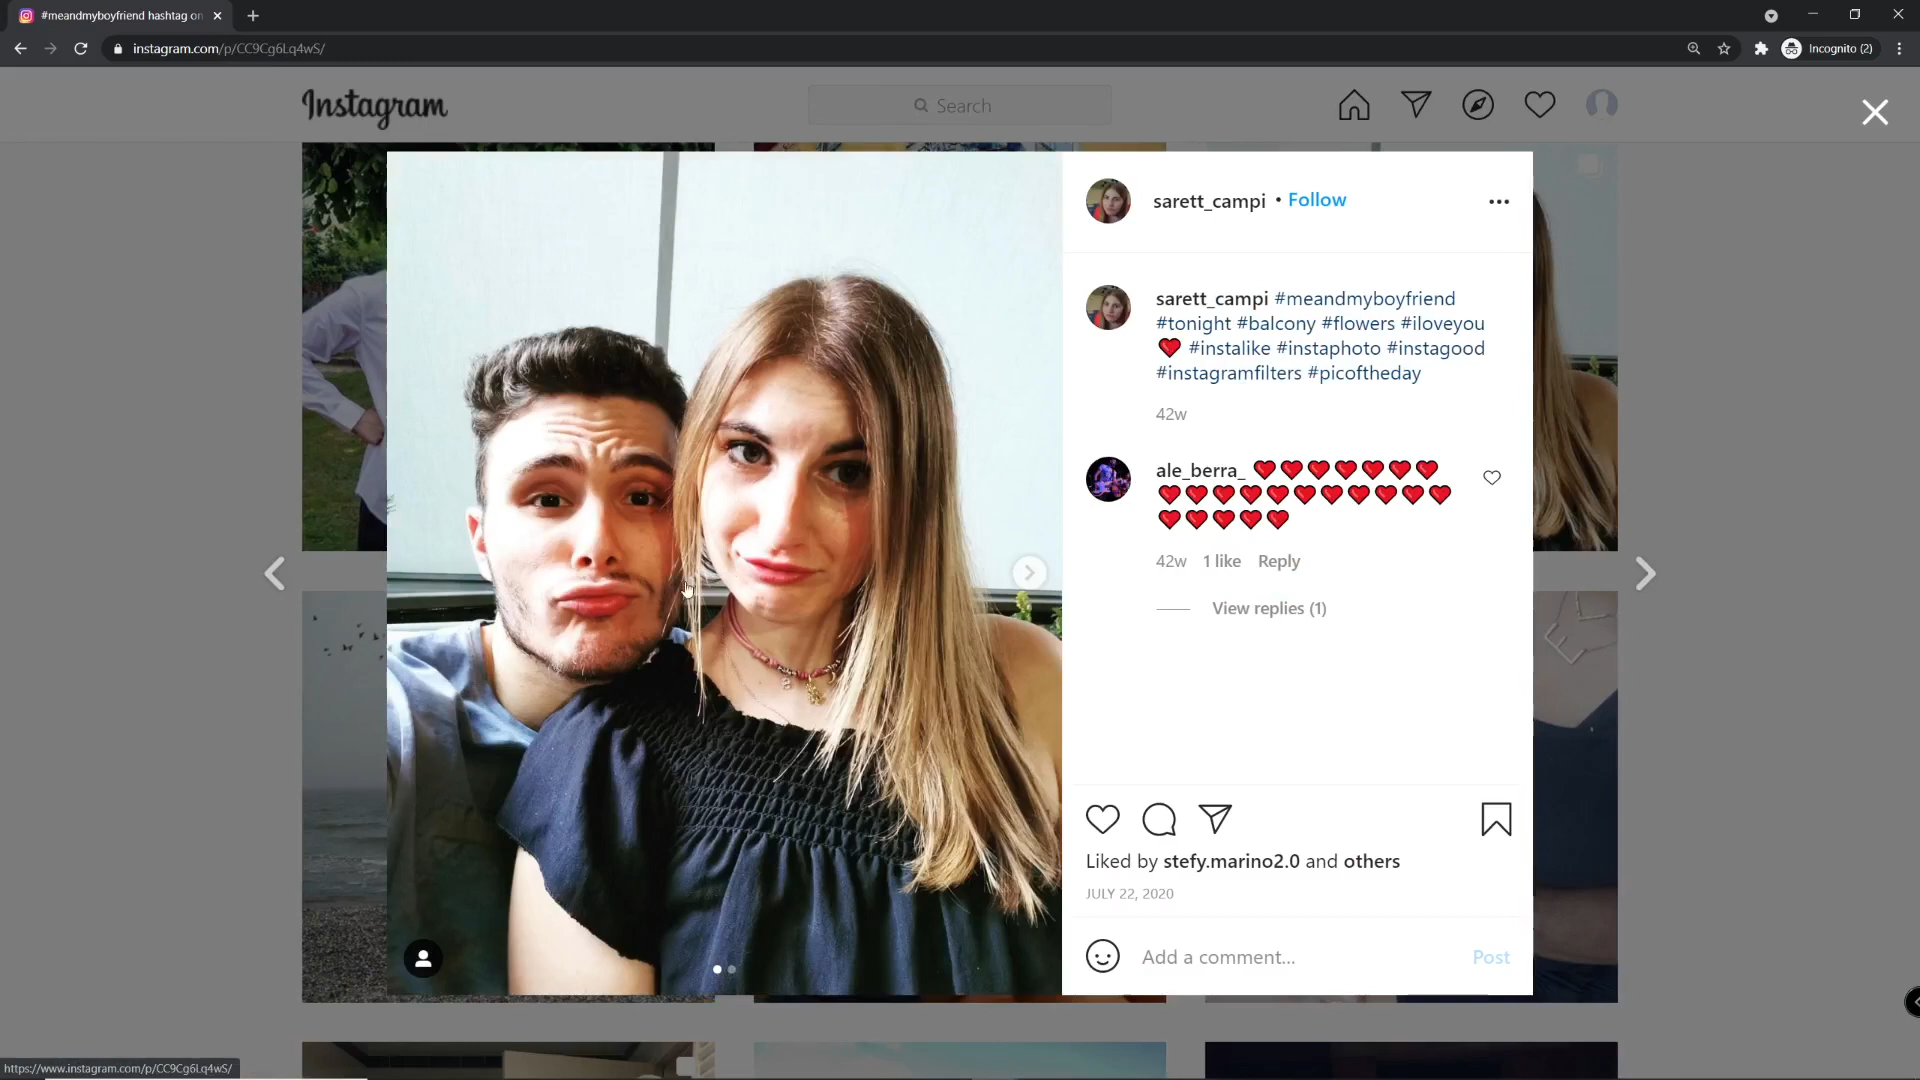 #meandmyboyfriend hashtag on
instagram.com/p/CC9Cg6Lq4wS/
Incognito (2)
Instagram
Search
sarett_campi • Follow
sarett_campi #meandmyboyfriend
#tonight #balcony #flowers #iloveyou
❤️ #instalike #instaphoto #instagood
#instagramfilters #picoftheday
42w
ale_berra_ ❤️❤️❤️❤️❤️❤️❤️
❤️❤️❤️❤️❤️❤️❤️❤️❤️❤️❤️
❤️❤️❤️❤️❤️
42w 1 like Reply
View replies (1)
Liked by stefy.marino2.0 and others
JULY 22, 2020
Add a comment... Post
https://www.instagram.com/p/CC9Cg6Lq4wS/